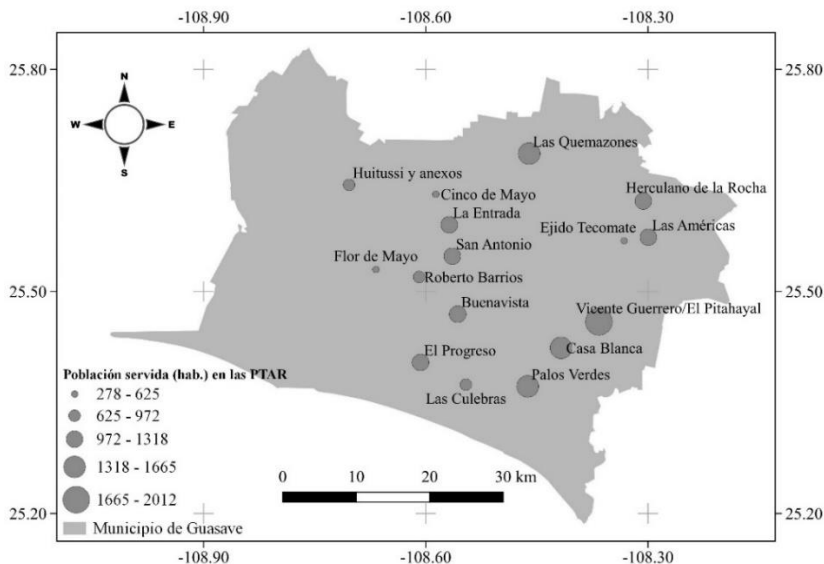 -108.90 -108.60 -108.30
25.80 25.80
N
W E
S
Las Quemazones
Huitussi y anexos
Cinco de Mayo
Herculano de la Rocha
La Entrada
Ejido Tecomate
Las Américas
San Antonio
Flor de Mayo
Roberto Barrios
25.50 25.50
Buenavista
Vicente Guerrero/El Pitahayal
El Progreso
Casa Blanca
Palos Verdes
Las Culebras
Población servida (hab.) en las PTAR
278 - 625
625 - 972
972 - 1318
1318 - 1665
1665 - 2012
Municipio de Guasave
0 10 20 30 km
25.20 25.20
-108.90 -108.60 -108.30